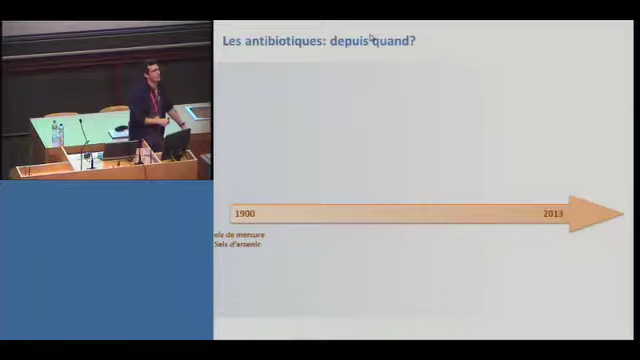 Les antibiotiques: depuis quand?
1900
2013
els de mercure
Sels d'arsenic